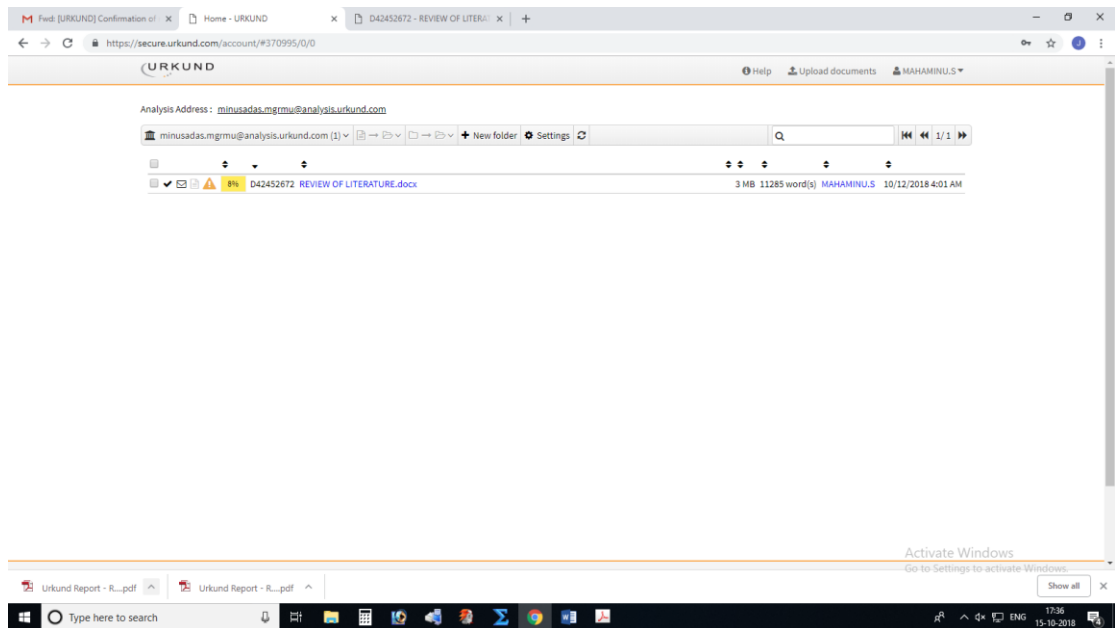 Fwd: [URKUND] Confirmation of Home - URKUND D42452672 - REVIEW OF LITERA
https://secure.urkund.com/account/#370995/0/0 J
URKUND Help Upload documents MAHAMINU.S
Analysis Address : minusadas.mgrmu@analysis.urkund.com
minusadas.mgrmu@analysis.urkund.com (1) New folder Settings 1/1
8% D42452672 REVIEW OF LITERATURE.docx 3 MB 11285 word(s) MAHAMINU.S 10/12/2018 4:01 AM
Activate Windows
Go to Settings to activate Windows.
Urkund Report - R....pdf Urkund Report - R....pdf Show all
Type here to search ENG 17:36
15-10-2018